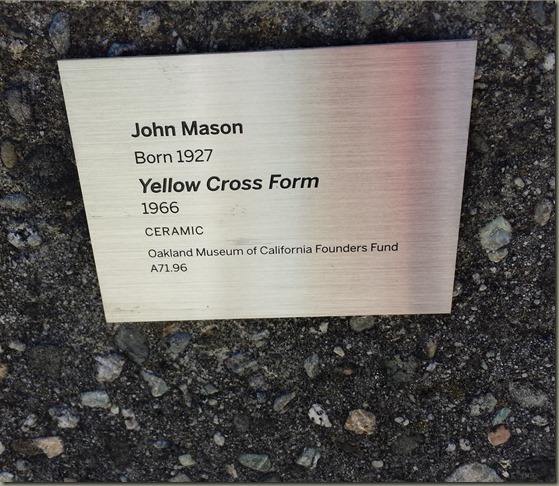 John Mason
Born 1927
Yellow Cross Form
1966
CERAMIC
Oakland Museum of California Founders Fund
A71.96